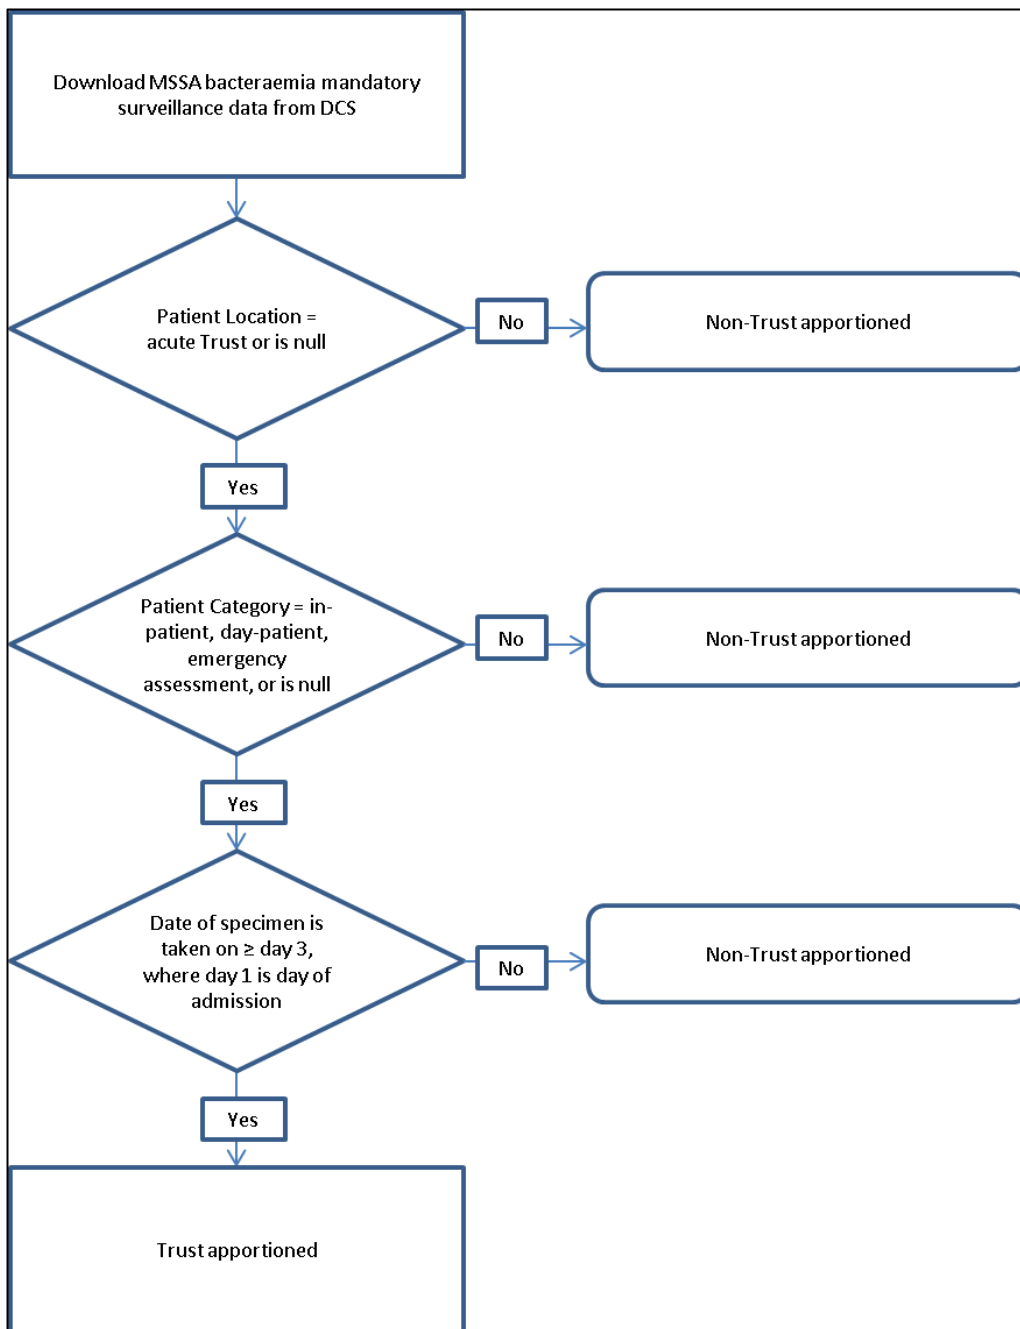 Download MSSA bacteraemia mandatory
surveillance data from DCS
Patient Location =
acute Trust or is null
No
Non-Trust apportioned
Yes
Patient Category = in-
patient, day-patient,
emergency
assessment, or is null
No
Non-Trust apportioned
Yes
Date of specimen is
taken on ≥ day 3,
where day 1 is day of
admission
No
Non-Trust apportioned
Yes
Trust apportioned